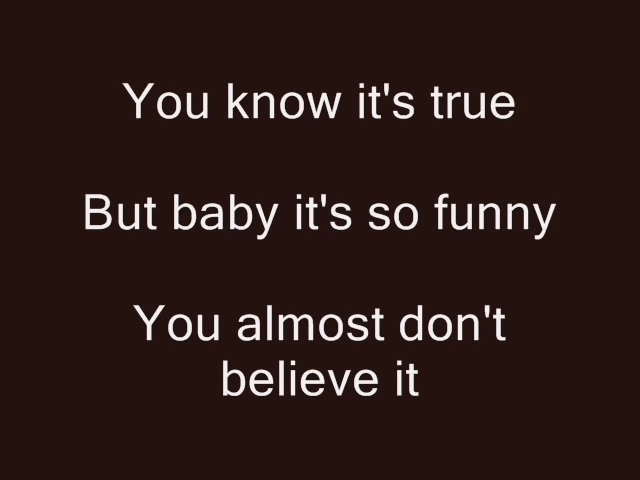 You know it's true
But baby it's so funny
You almost don't
believe it